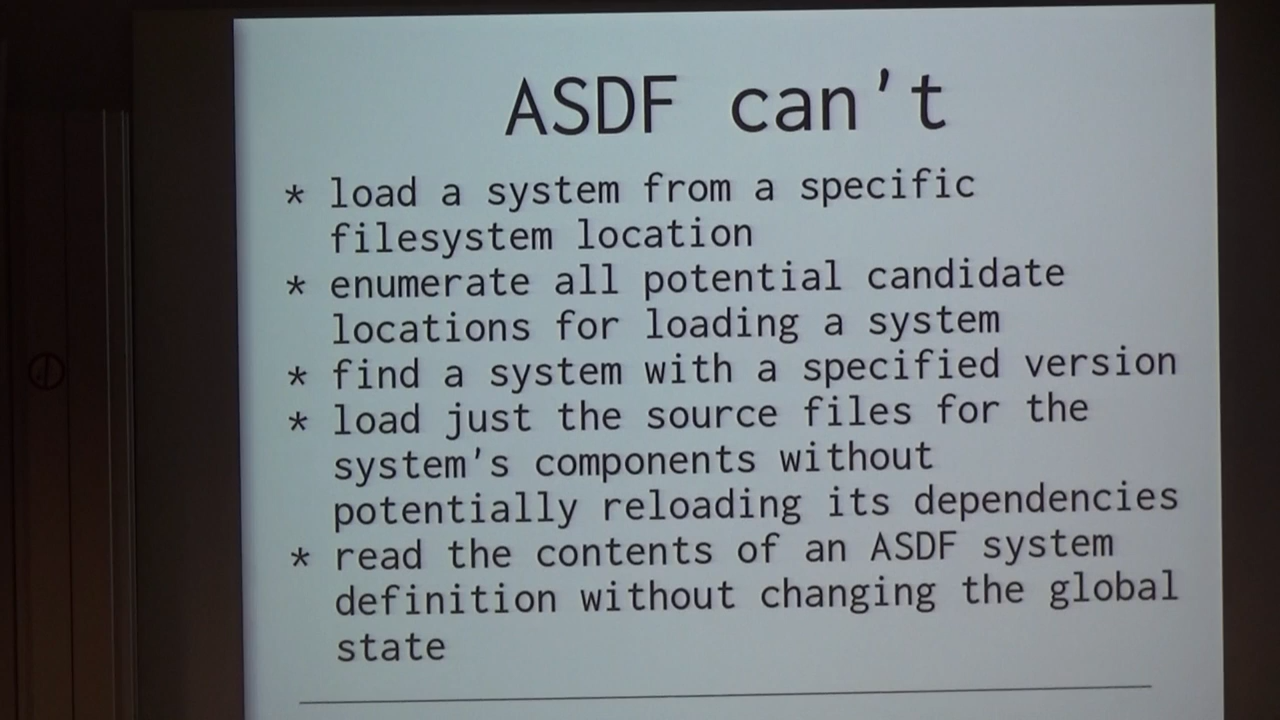 ASDF can't
* load a system from a specific
filesystem location
* enumerate all potential candidate
locations for loading a system
* find a system with a specified version
* load just the source files for the
system's components without
potentially reloading its dependencies
* read the contents of an ASDF system
definition without changing the global
state